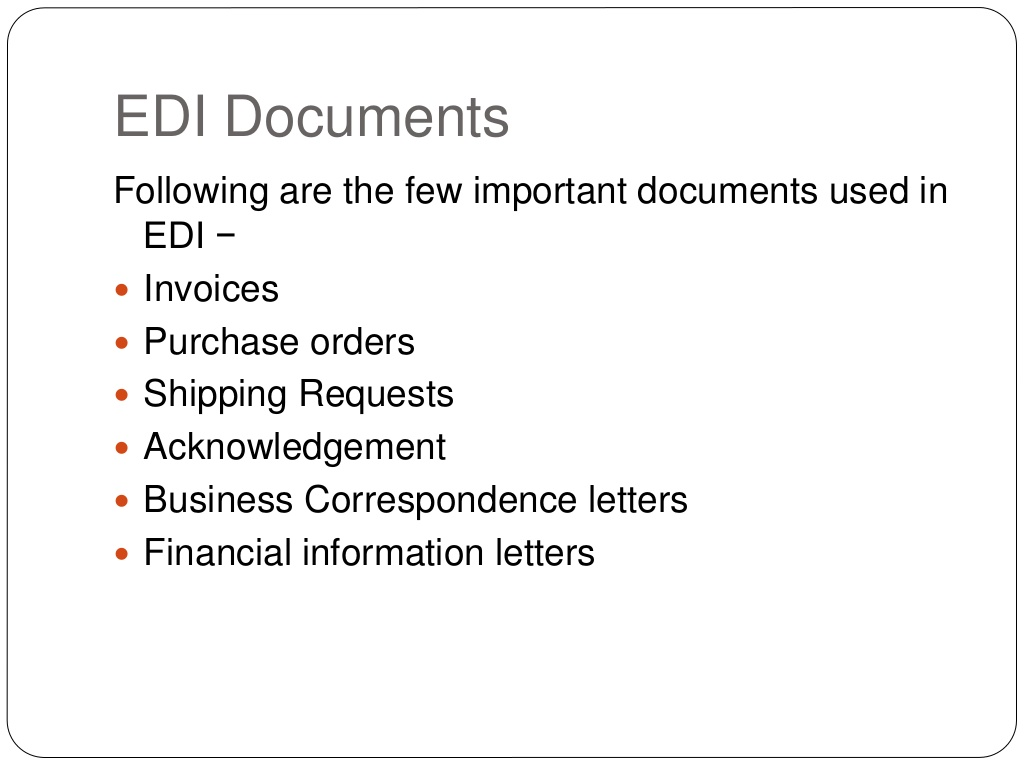 EDI Documents
Following are the few important documents used in
EDI −
• Invoices
• Purchase orders
• Shipping Requests
• Acknowledgement
• Business Correspondence letters
• Financial information letters